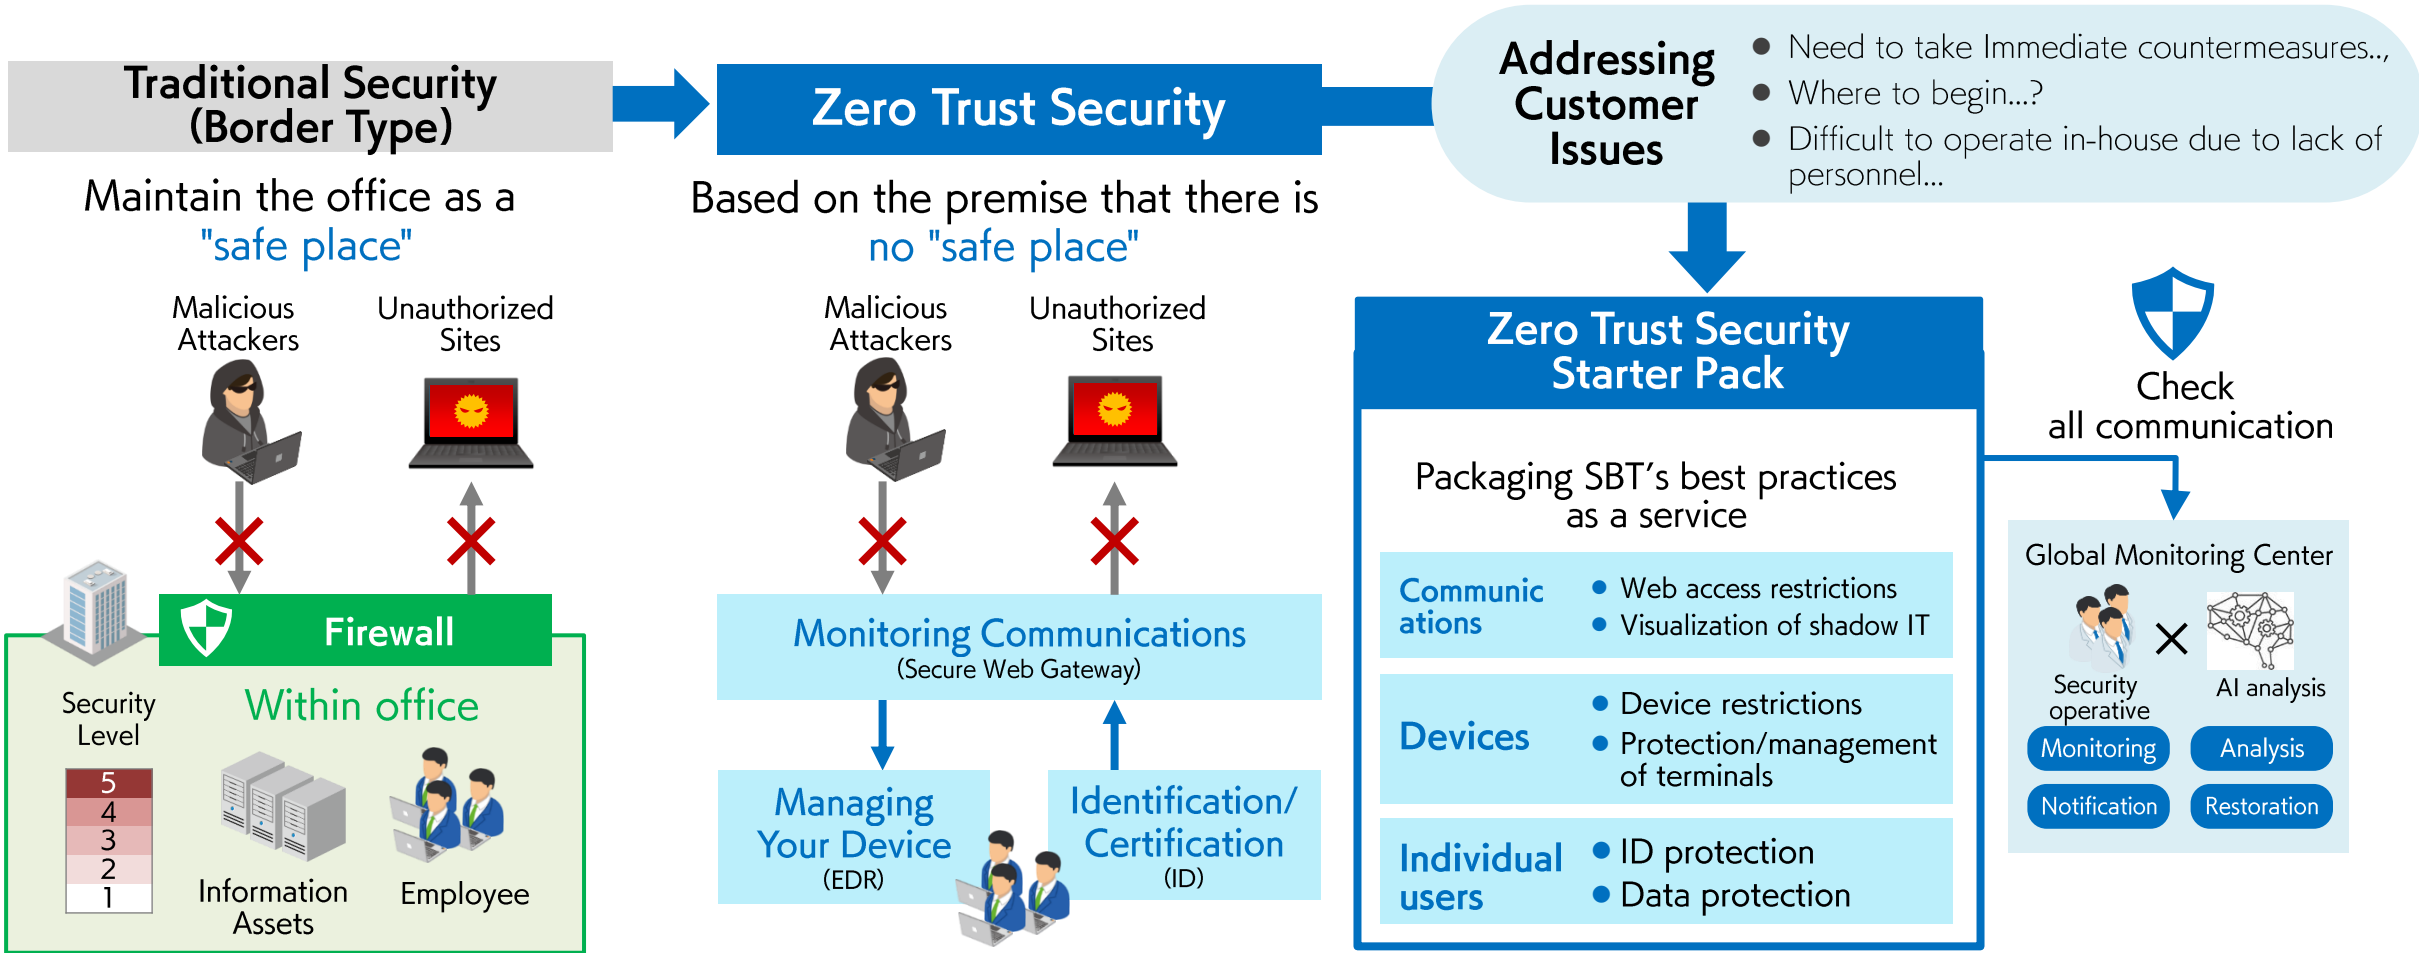 Traditional Security
(Border Type)
Maintain the office as a
"safe place"
Malicious
Attackers
Unauthorized
Sites
Firewall
Within office
Security
Level
5
4
3
2
1
Information
Assets
Employee
Zero Trust Security
Based on the premise that there is
no "safe place"
Malicious
Attackers
Unauthorized
Sites
Monitoring Communications
(Secure Web Gateway)
Managing
Your Device
(EDR)
Identification/
Certification
(ID)
Addressing
Customer
Issues
● Need to take Immediate countermeasures..,
● Where to begin...?
● Difficult to operate in-house due to lack of
personnel...
Zero Trust Security
Starter Pack
Packaging SBT's best practices
as a service
Communic
ations
● Web access restrictions
● Visualization of shadow IT
Devices
● Device restrictions
● Protection/management
of terminals
Individual
users
● ID protection
● Data protection
Check
all communication
Global Monitoring Center
Security
operative
AI analysis
Monitoring
Analysis
Notification
Restoration